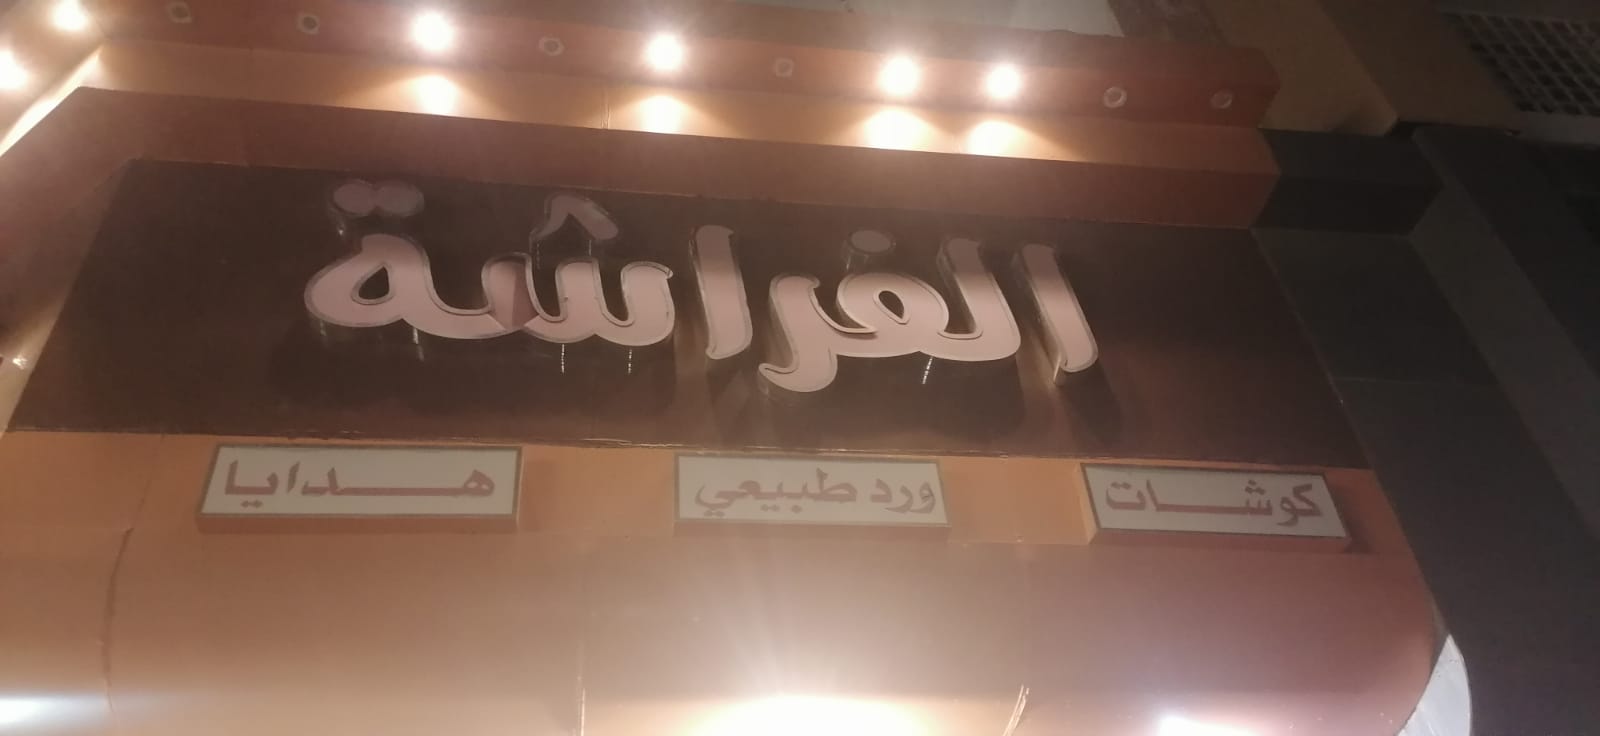 الفراشة
كوشات
ورد طبيعي
هدايا